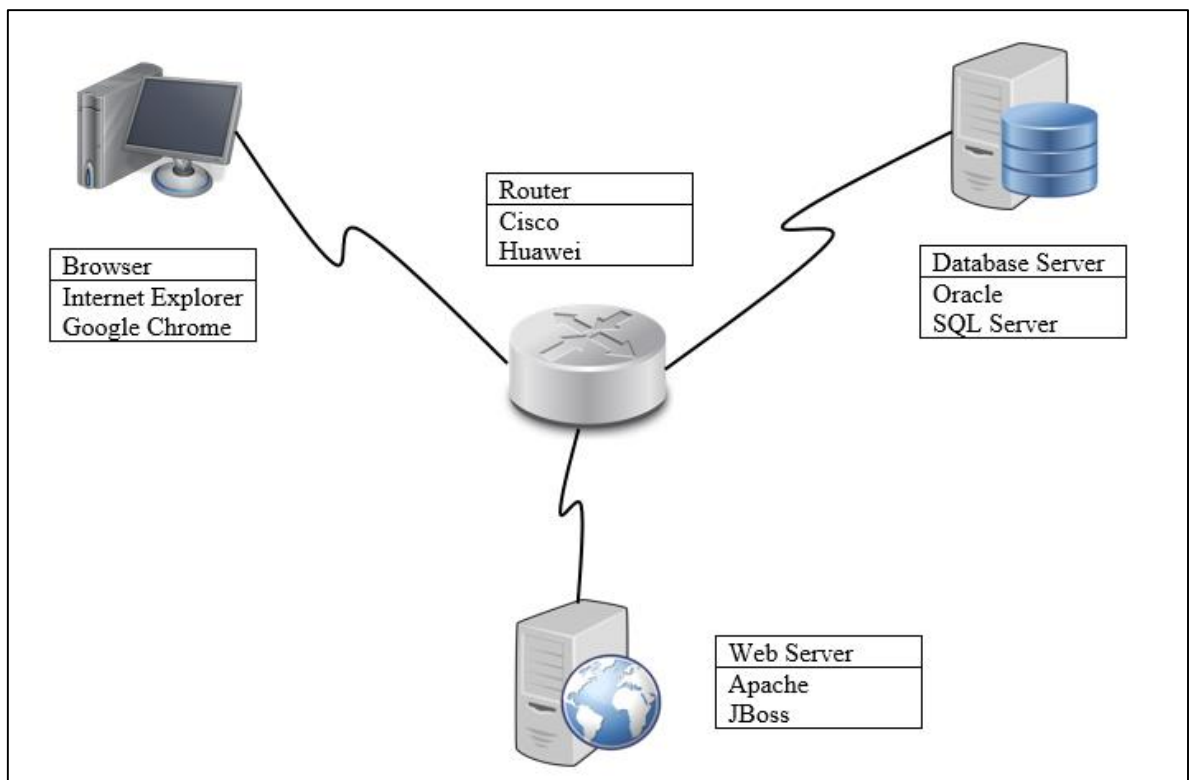 Router
Cisco
Huawei
Browser
Internet Explorer
Google Chrome
Database Server
Oracle
SQL Server
Web Server
Apache
JBoss